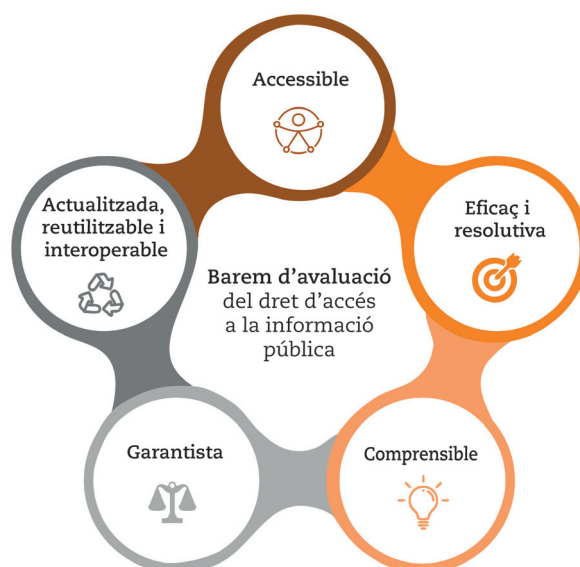 Accessible
Eficaç i
resolutiva
Actualitzada,
reutilitzable i
interoperable
Barem d’avaluació
del dret d’accés
a la informació
pública
Garantista
Comprensible